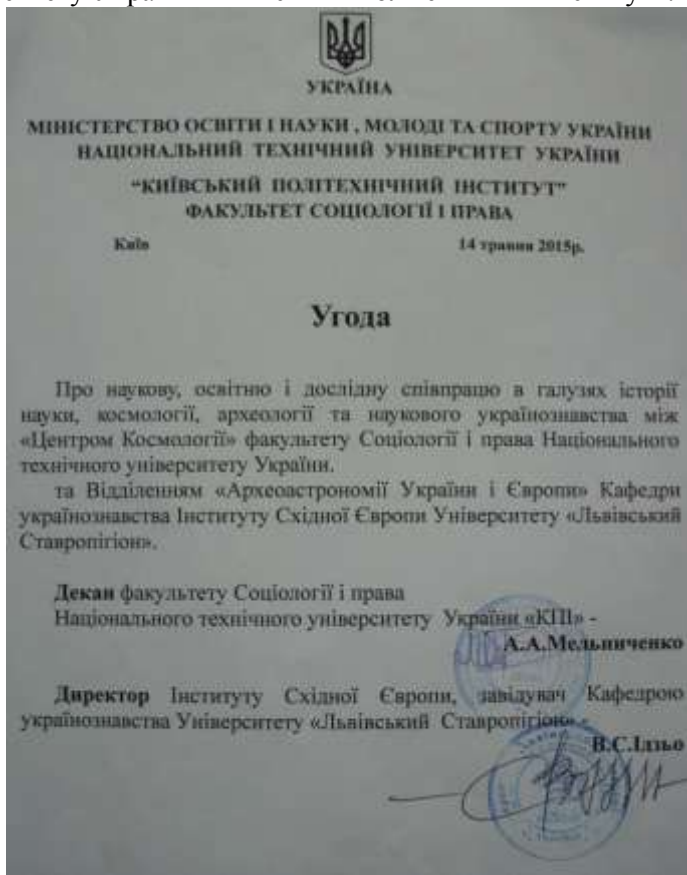 УКРАЇНА
МІНІСТЕРСТВО ОСВІТИ І НАУКИ , МОЛОДІ ТА СПОРТУ УКРАЇНИ
НАЦІОНАЛЬНИЙ ТЕХНІЧНИЙ УНІВЕРСИТЕТ УКРАЇНИ
“КИЇВСЬКИЙ ПОЛІТЕХНІЧНИЙ ІНСТИТУТ”
ФАКУЛЬТЕТ СОЦІОЛОГІЇ І ПРАВА
Київ 14 травня 2015р.
Угода
Про наукову, освітню і дослідну співпрацю в галузях історії
науки, космології, археології та наукового українознавства між
«Центром Космології» факультету Соціології і права Національного
технічного університету України.
та Відділенням «Археоастрономії України і Європи» Кафедри
українознавства Інституту Східної Європи Університету «Львівський
Ставропігіон».
Декан факультету Соціології і права
Національного технічного університету України «КПІ» -
А.А.Мельниченко
Директор Інституту Східної Європи, завідувач Кафедрою
українознавства Університету «Львівський Ставропігіон» -
В.С.Ідзьо